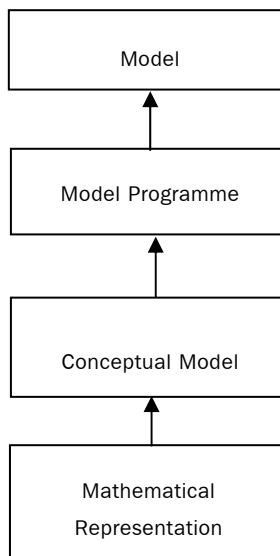 Model
Model Programme
Conceptual Model
Mathematical
Representation